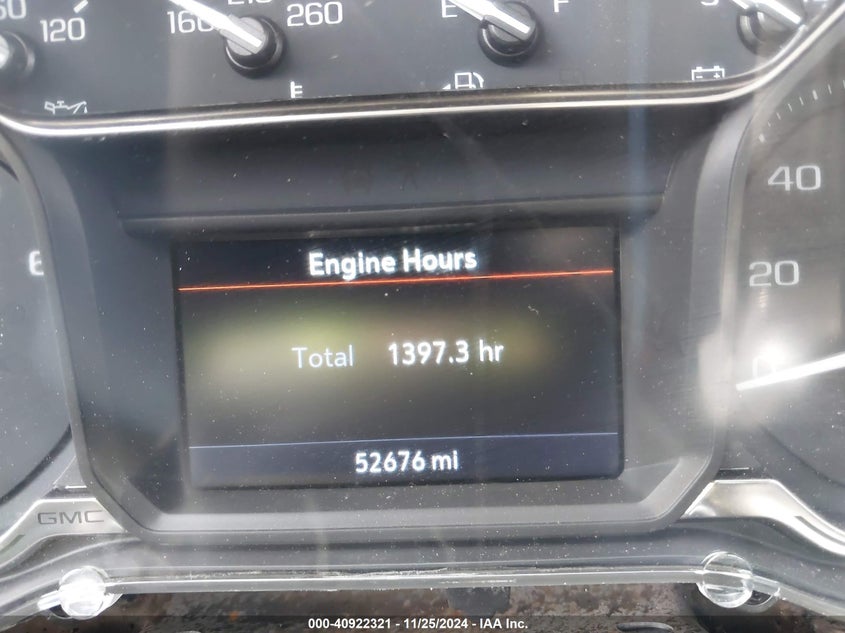 120
160
260
E F
40
Engine Hours
20
Total 1397.3 hr
52676 mi
GMC
000-40922321 - 11/25/2024 - IAA Inc.